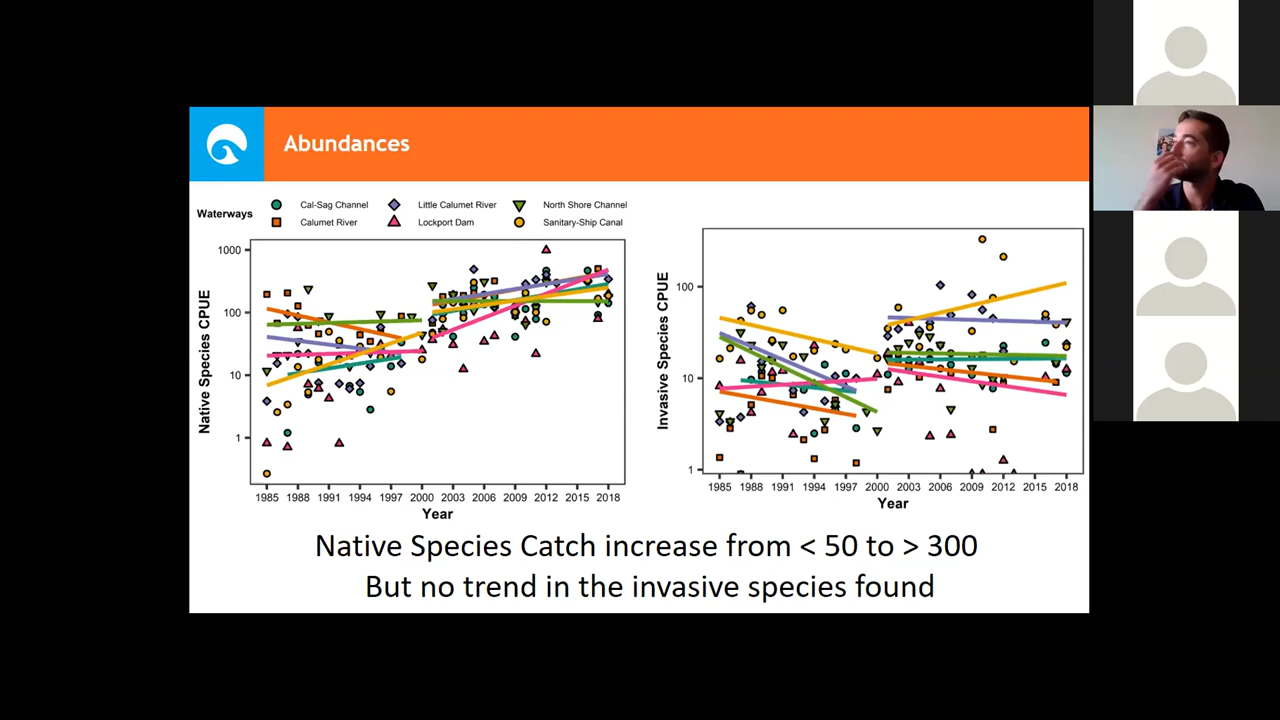 Abundances
Waterways
Cal-Sag Channel Little Calumet River North Shore Channel
Calumet River Lockport Dam Sanitary-Ship Canal
Native Species CPUE
1000
100
10
1
1985 1988 1991 1994 1997 2000 2003 2006 2009 2012 2015 2018
Year
Invasive Species CPUE
100
10
1
1985 1988 1991 1994 1997 2000 2003 2006 2009 2012 2015 2018
Year
Native Species Catch increase from < 50 to > 300
But no trend in the invasive species found